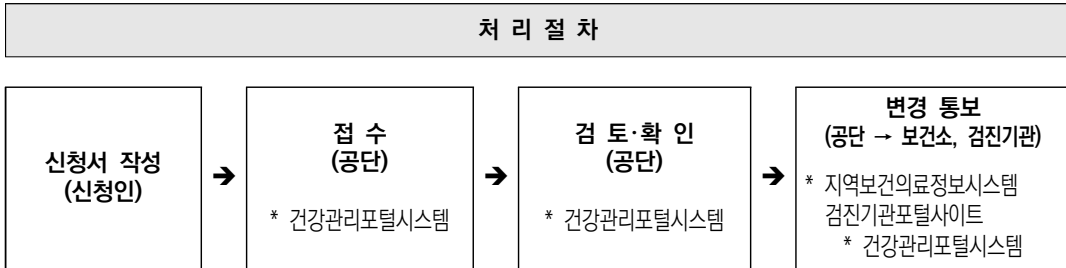 처 리 절 차
신청서 작성
(신청인)
➔
접 수
(공단)
* 건강관리포털시스템
➔
검 토·확 인
(공단)
* 건강관리포털시스템
➔
변경 통보
(공단 → 보건소, 검진기관)
* 지역보건의료정보시스템
검진기관포털사이트
* 건강관리포털시스템